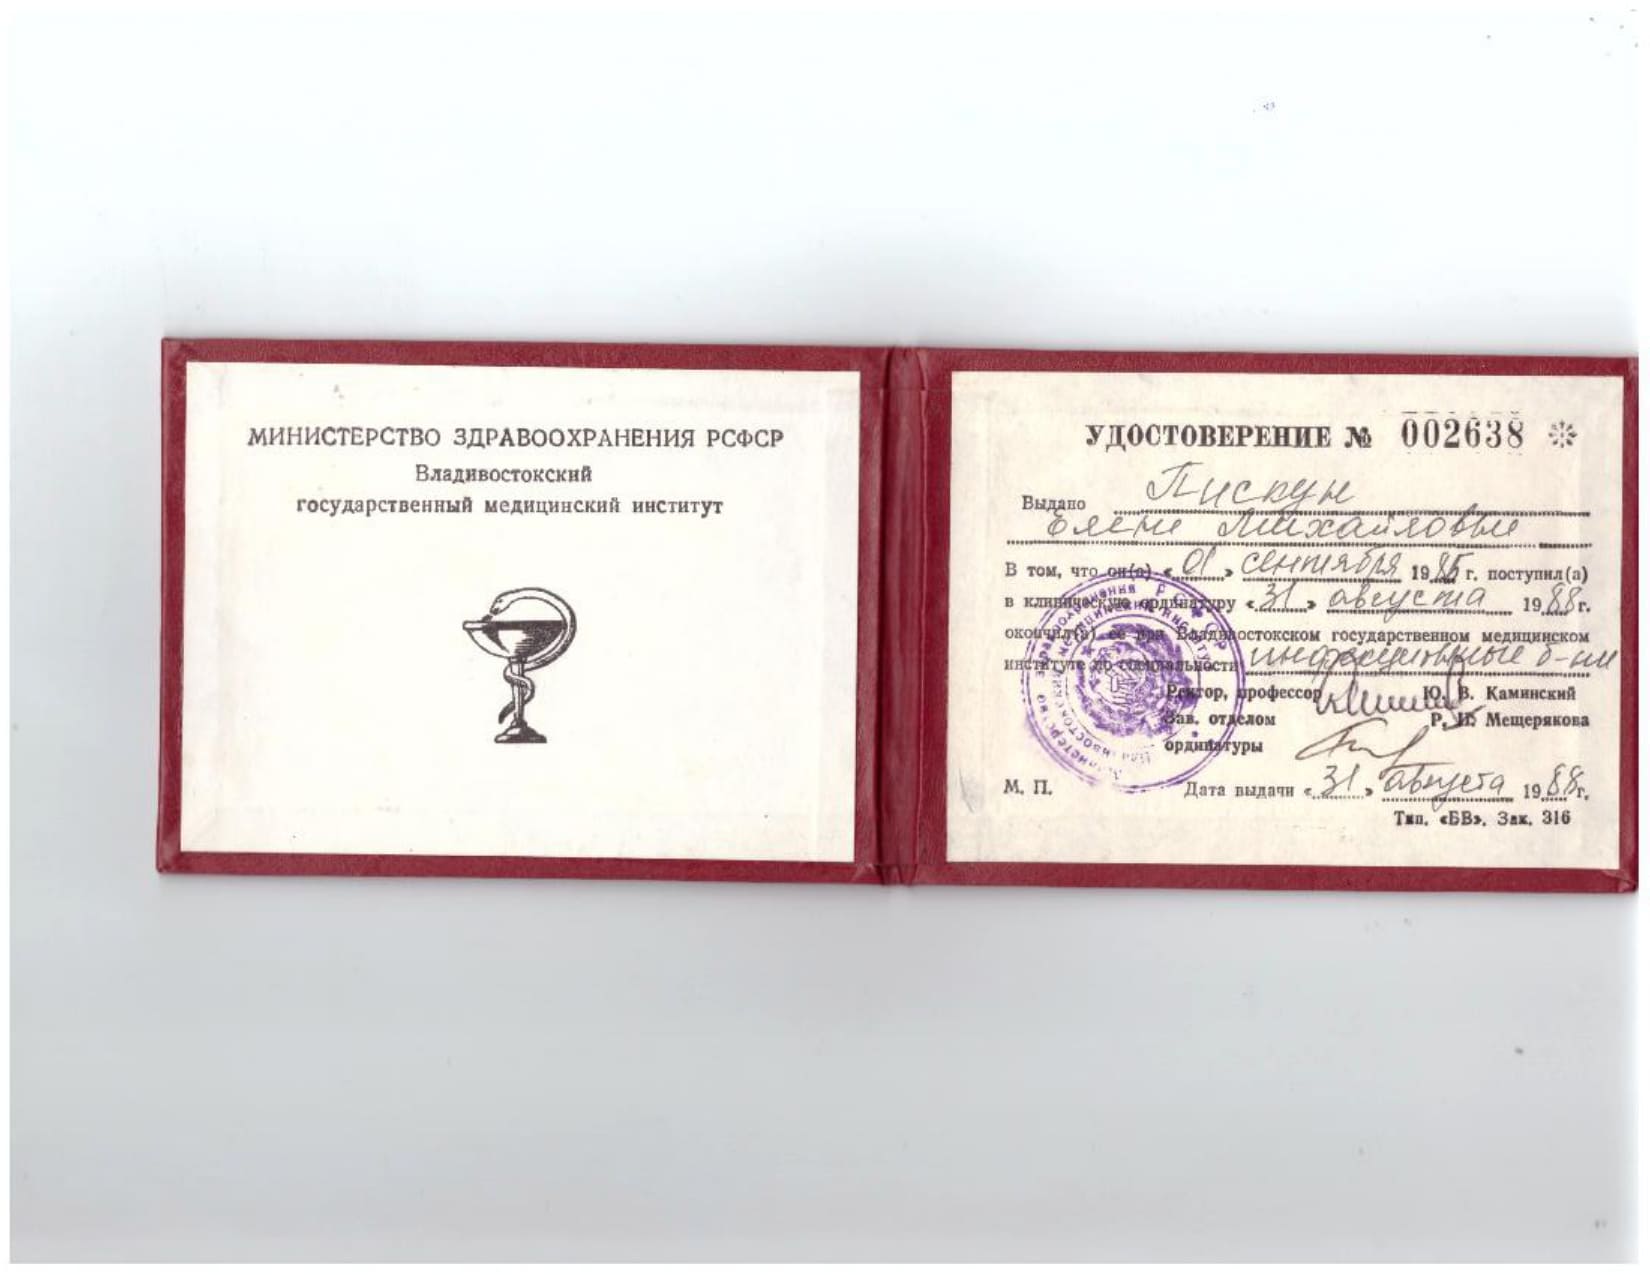 МИНИСТЕРСТВО ЗДРАВООХРАНЕНИЯ РСФСР
Владивостокский
государственный медицинский институт
УДОСТОВЕРЕНИЕ № 002638
Выдано Пискун
Елене Михайловне
В том, что он(а) «01» сентября 19 г. поступил(а)
в клиническую ординатуру «31» августа 1988 г.
окончил(а) ее при Владивостокском государственном медицинском
институте по специальности инфекционные б-ни
Ректор, профессор Ю. В. Каминский
Зав. отделом Р. И. Мещерякова
ординатуры
М. П. Дата выдачи «31» августа 1988 г.
Тип. «БВ». Зак. 316